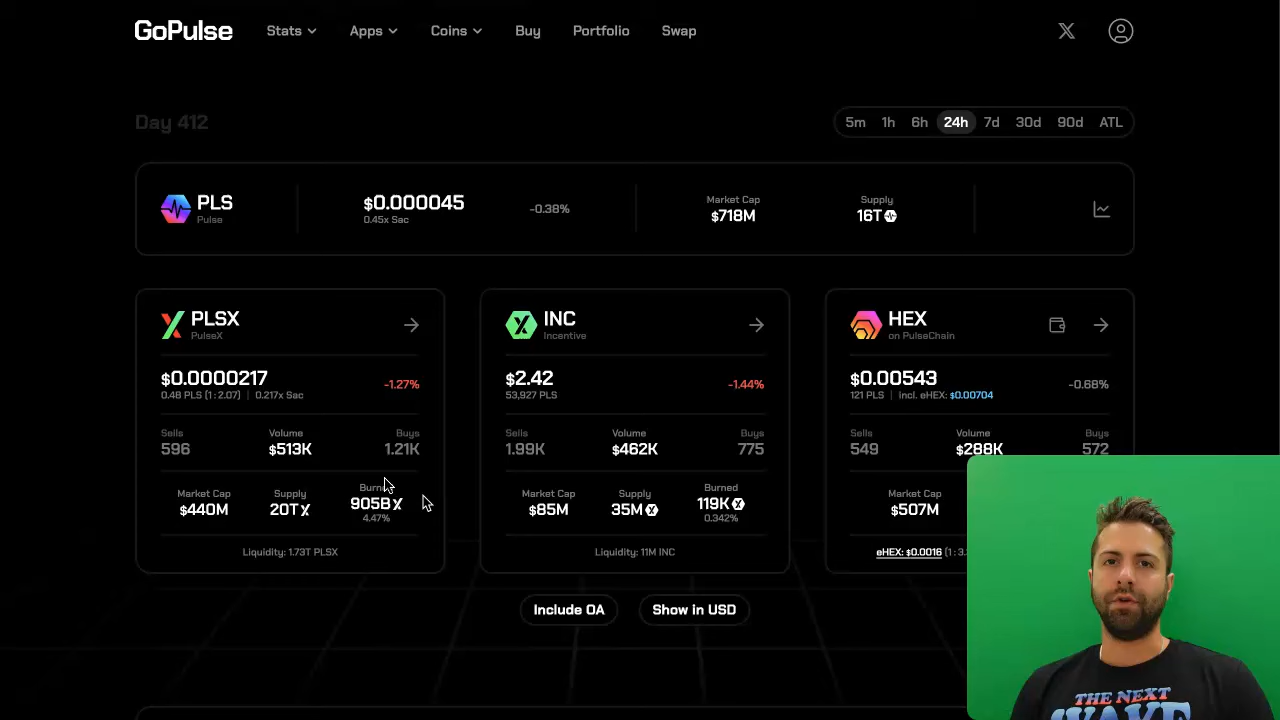 GoPulse
Stats
Apps
Coins
Buy
Portfolio
Swap
Day 412
5m 1h 6h 24h 7d 30d 90d ATL
PLS
Pulse
$0.000045
0.45x Sac
-0.38%
Market Cap
$718M
Supply
16T
PLSX
PulseX
$0.0000217
-1.27%
0.48 PLS (1 : 2.07) | 0.217x Sac
Sells
596
Volume
$513K
Buys
1.21K
Market Cap
$440M
Supply
20T
Burned
905B
4.47%
Liquidity: 1.73T PLSX
INC
Incentive
$2.42
-1.44%
53,927 PLS
Sells
1.99K
Volume
$462K
Buys
775
Market Cap
$85M
Supply
35M
Burned
119K
0.342%
Liquidity: 11M INC
HEX
on PulseChain
$0.00543
-0.68%
121 PLS | incl. eHEX: $0.00704
Sells
549
Volume
$288K
Buys
572
Market Cap
$507M
eHEX: $0.0016 (1 : 3.
Include OA
Show in USD
THE NEXT
WAVE